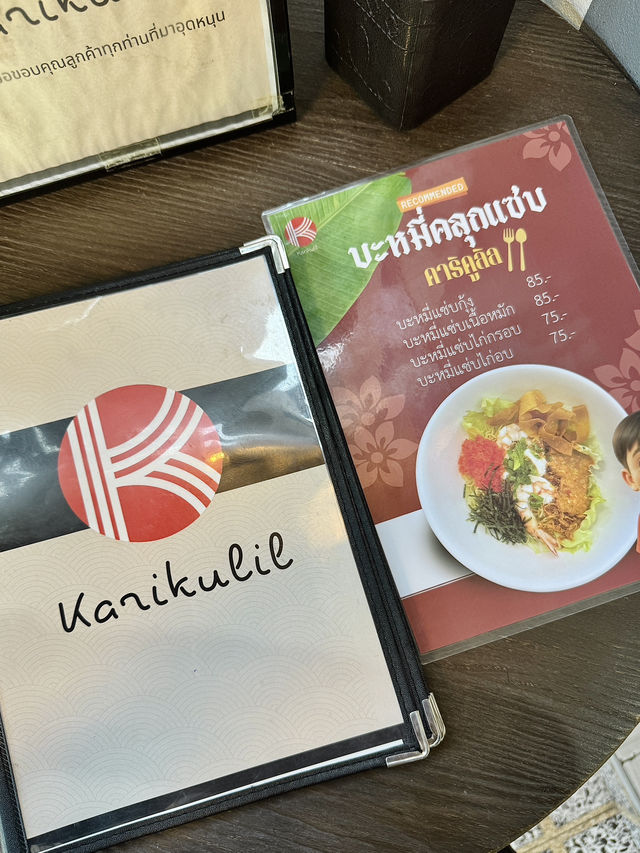 ขอขอบคุณลูกค้าทุกท่านที่มาอุดหนุน
RECOMMENDED
Karikulil
บะหมี่คลุกแซ่บ
คาริคูลิล
บะหมี่แซ่บกุ้ง 85.-
บะหมี่แซ่บเนื้อหมัก 85.-
บะหมี่แซ่บไก่กรอบ 75.-
บะหมี่แซ่บไก่อบ 75.-
Karikulil